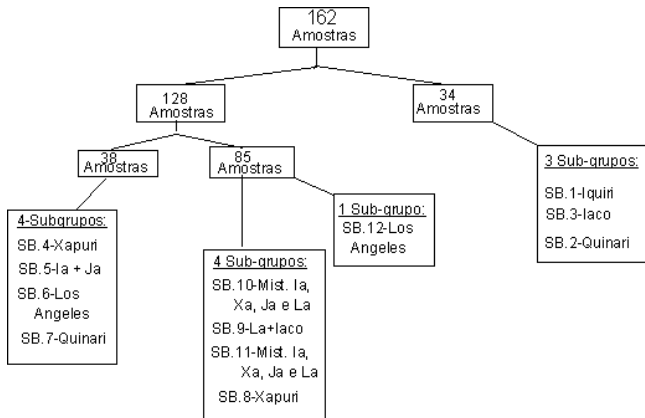 162
Amostras
128
Amostras
34
Amostras
38
Amostras
85
Amostras
3 Sub-grupos:
SB.1-Iquiri
SB.3-Iaco
SB.2-Quinari
1 Sub-grupo:
SB.12-Los
Angeles
4-Subgrupos:
SB.4-Xapuri
SB.5-Ia + Ja
SB.6-Los
Angeles
SB.7-Quinari
4 Sub-grupos:
SB.10-Mist. Ia,
Xa, Ja e La
SB.9-La+Iaco
SB.11-Mist. Ia,
Xa, Ja e La
SB.8-Xapuri